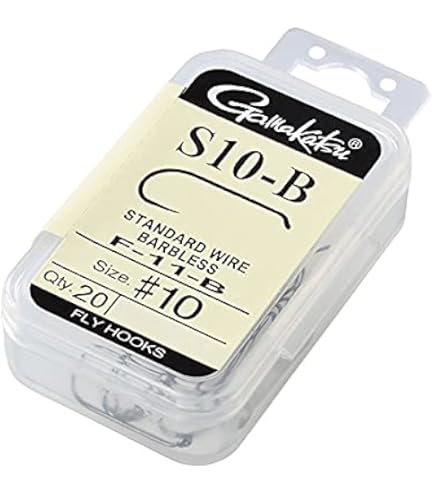 Gamakatsu®
S10-B
STANDARD WIRE
BARBLESS
F-11-B
Qty. 20 Size. #10
FLY HOOKS